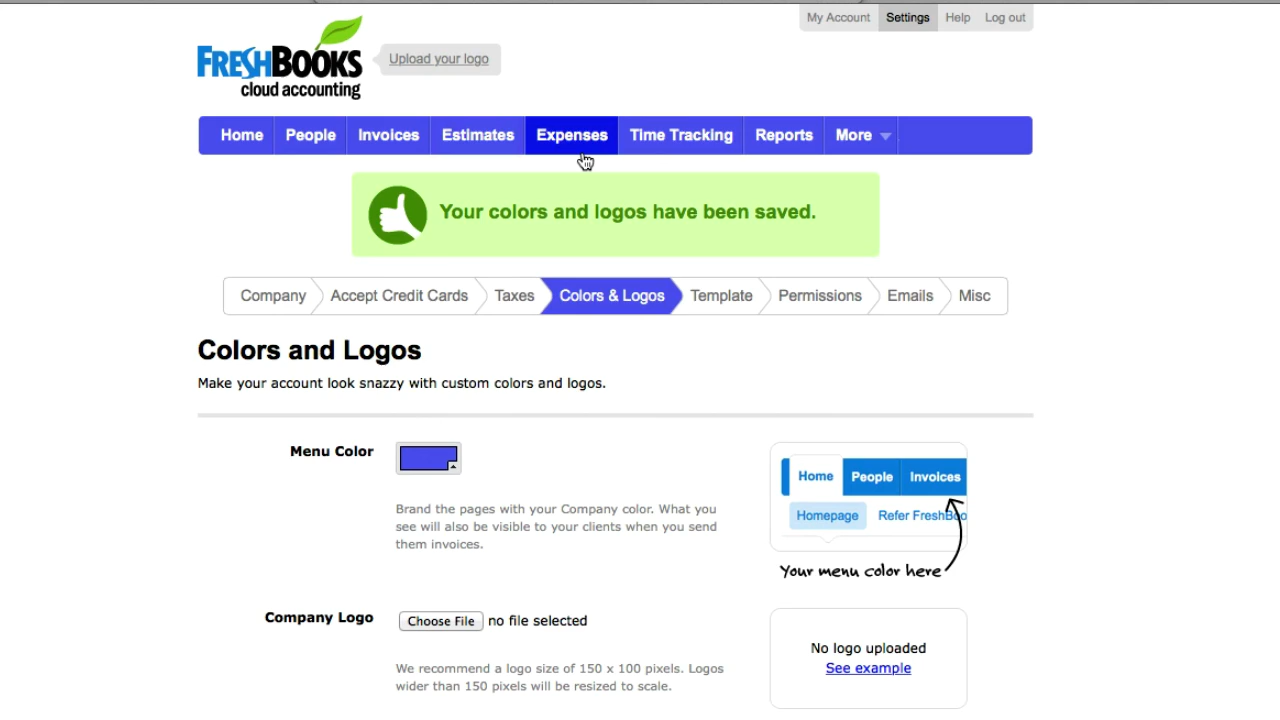 My Account Settings Help Log out
FRESHBOOKS
cloud accounting
Upload your logo
Home People Invoices Estimates Expenses Time Tracking Reports More
Your colors and logos have been saved.
Company Accept Credit Cards Taxes Colors & Logos Template Permissions Emails Misc
Colors and Logos
Make your account look snazzy with custom colors and logos.
Menu Color
Brand the pages with your Company color. What you
see will also be visible to your clients when you send
them invoices.
Home People Invoices
Homepage Refer FreshBoo
Your menu color here
Company Logo
Choose File no file selected
We recommend a logo size of 150 x 100 pixels. Logos
wider than 150 pixels will be resized to scale.
No logo uploaded
See example